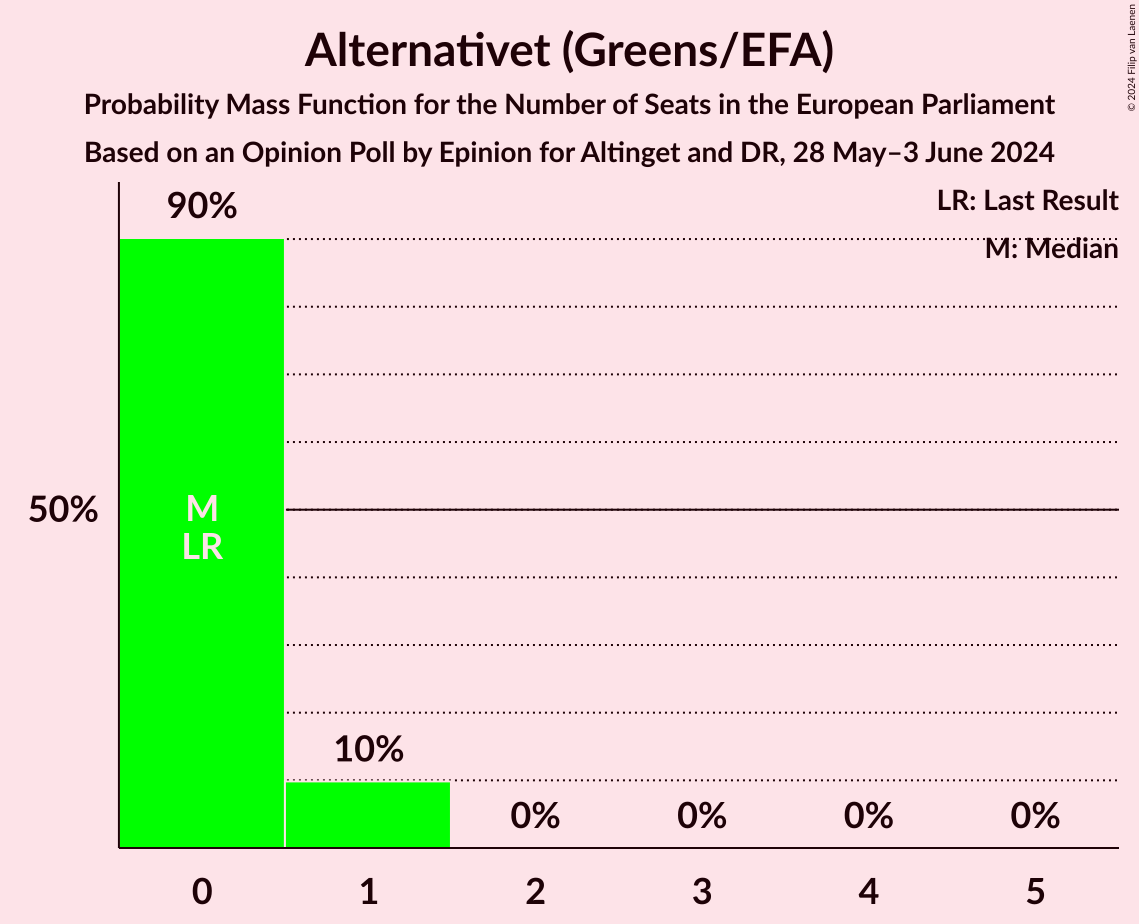 Alternativet (Greens/EFA)
Probability Mass Function for the Number of Seats in the European Parliament
Based on an Opinion Poll by Epinion for Altinget and DR, 28 May–3 June 2024
© 2024 Filip van Laenen
LR: Last Result
M: Median
90%
50%
M
LR
10%
0%
0%
0%
0%
0
1
2
3
4
5